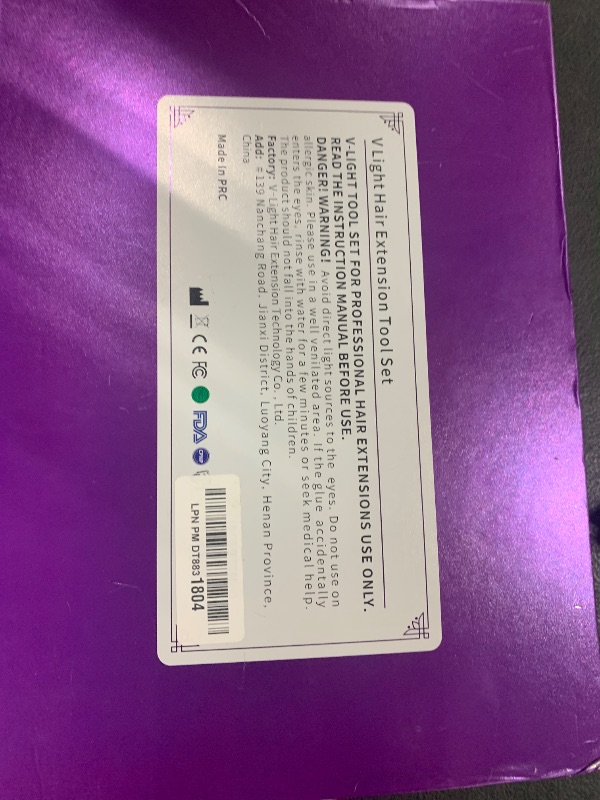 V Light Hair Extension Tool Set
V-LIGHT TOOL SET FOR PROFESSIONAL HAIR EXTENSIONS USE ONLY.
READ THE INSTRUCTION MANUAL BEFORE USE.
DANGER! WARNING! Avoid direct light sources to the eyes. Do not use on
allergic skin. Please use in a well venilated area. If the glue accidentally
enters the eyes, rinse with water for a few minutes or seek medical help.
The product should not fall into the hands of children.
Factory: V-Light Hair Extension Technology Co., Ltd.
Add: #139 Nanchang Road, Jianxi District, Luoyang City, Henan Province,
China
Made in PRC
CE FC FDA
LPN PM DT8831804